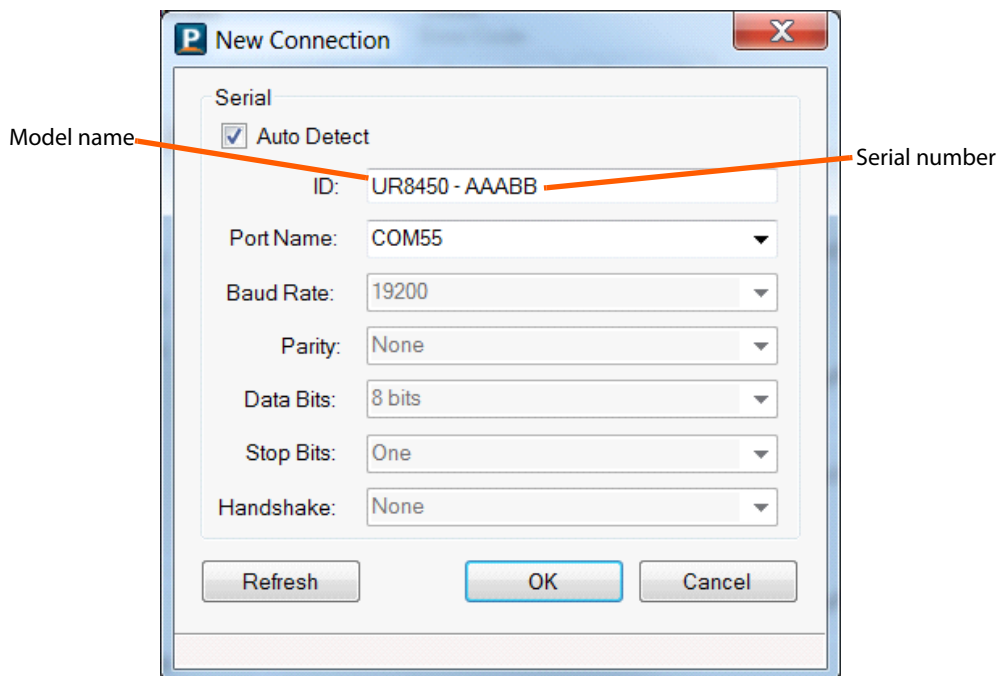 P New Connection X
Serial
Auto Detect
Model name
Serial number
ID: UR8450 - AAABB
Port Name: COM55
Baud Rate: 19200
Parity: None
Data Bits: 8 bits
Stop Bits: One
Handshake: None
Refresh OK Cancel